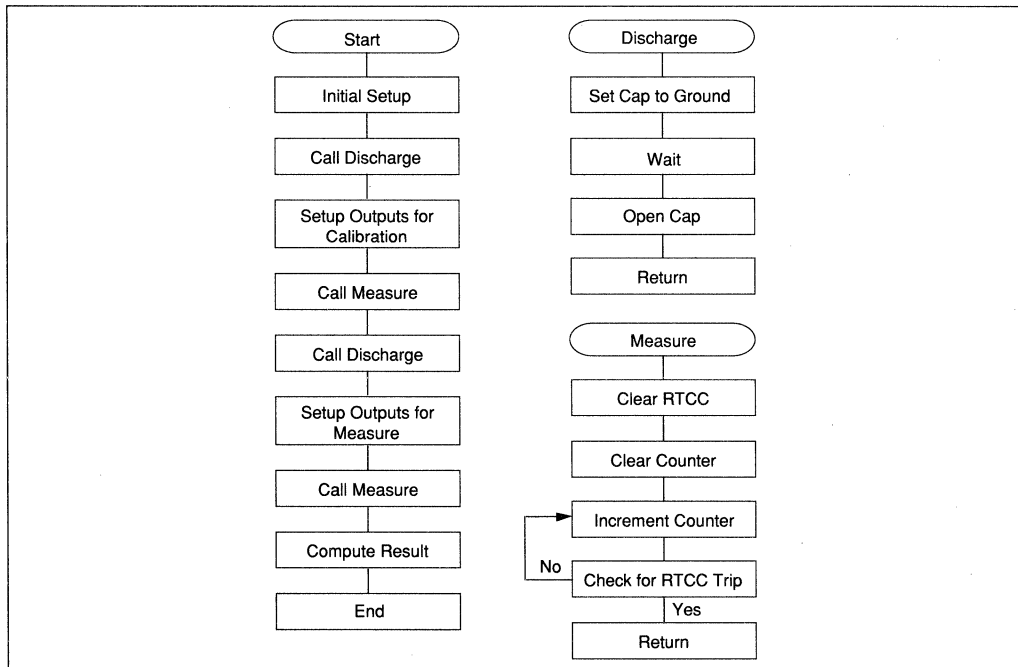 Start
Initial Setup
Call Discharge
Setup Outputs for
Calibration
Call Measure
Call Discharge
Setup Outputs for
Measure
Call Measure
Compute Result
End
Discharge
Set Cap to Ground
Wait
Open Cap
Return
Measure
Clear RTCC
Clear Counter
Increment Counter
No
Check for RTCC Trip
Yes
Return